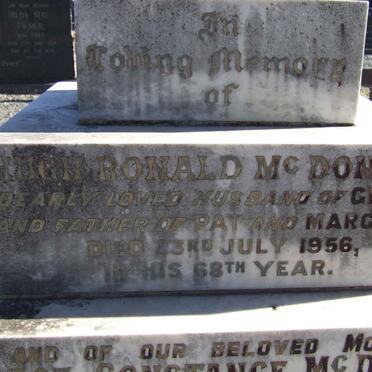 In
Loving Memory
of
HUGH RONALD MCDON
DEARLY LOVED HUSBAND OF G
AND FATHER OF PAT AND MARG
DIED 23RD JULY 1956,
IN HIS 68TH YEAR.
AND OF OUR BELOVED MO
CONSTANCE MCD